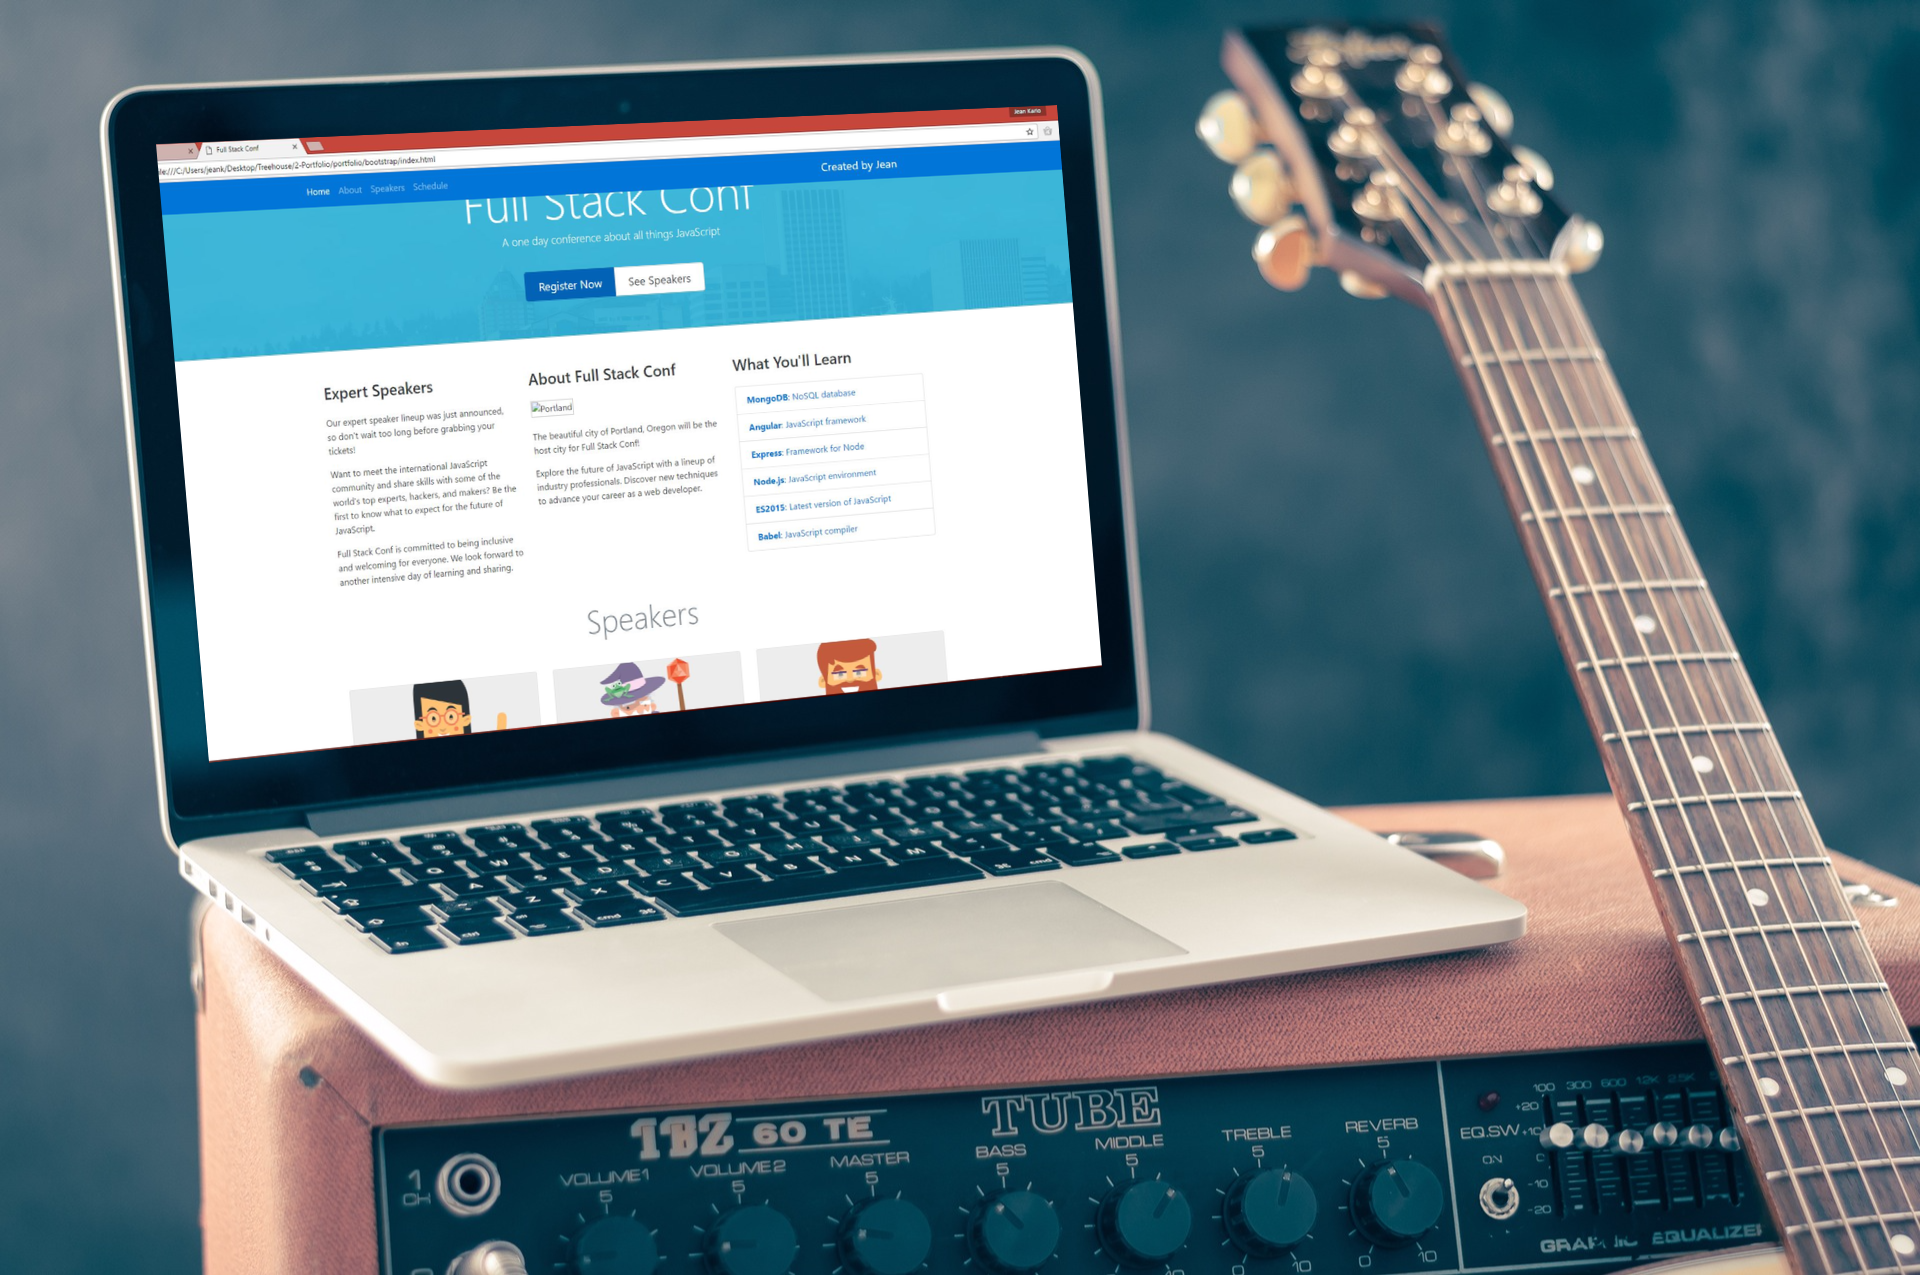 Jean Kana
Full Stack Conf
ile:///C:/Users/jeank/Desktop/Treehouse/2-Portfolio/portfolio/bootstrap/index.html
Home About Speakers Schedule
Created by Jean
Full Stack Conf
A one day conference about all things JavaScript
Register Now
See Speakers
Expert Speakers
Our expert speaker lineup was just announced,
so don't wait too long before grabbing your
tickets!
Want to meet the international JavaScript
community and share skills with some of the
world's top experts, hackers, and makers? Be the
first to know what to expect for the future of
JavaScript.
Full Stack Conf is committed to being inclusive
and welcoming for everyone. We look forward to
another intensive day of learning and sharing.
About Full Stack Conf
Portland
The beautiful city of Portland, Oregon will be the
host city for Full Stack Conf!
Explore the future of JavaScript with a lineup of
industry professionals. Discover new techniques
to advance your career as a web developer.
What You'll Learn
MongoDB: NoSQL database
Angular: JavaScript framework
Express: Framework for Node
Node.js: JavaScript environment
ES2015: Latest version of JavaScript
Babel: JavaScript compiler
Speakers
Q W E R
A S
Z X C V B N M
fn ctrl cmd ⌘
⌘ cmd
IBZ 60 TE
TUBE
1
CH
VOLUME1
5
VOLUME2
5
MASTER
5
BASS
5
MIDDLE
5
TREBLE
5
0 10
REVERB
5
0 10
100 300 600 1.2K 2.5K
+20
EQ.SW +10
ON 0
-10
-20
GRAPHIC EQUALIZER